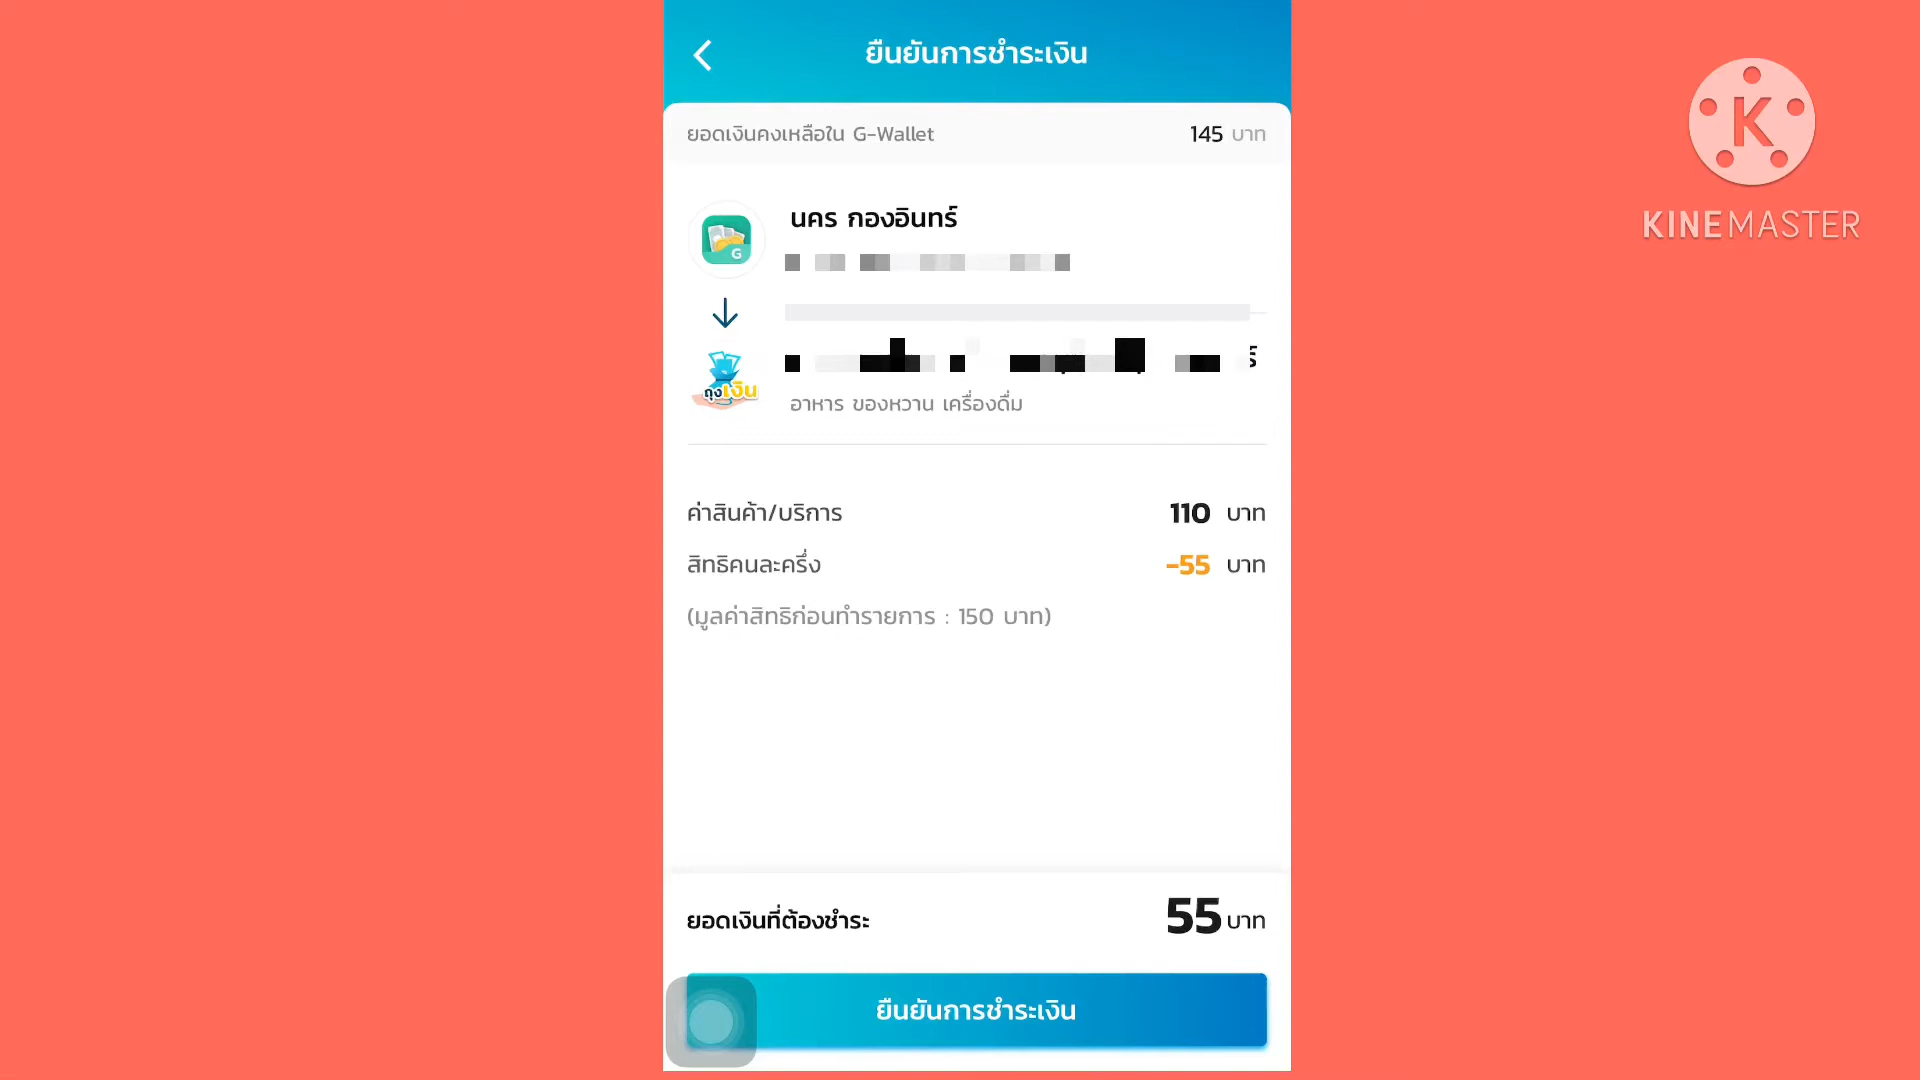 ยืนยันการชำระเงิน
ยอดเงินคงเหลือใน G-Wallet 145 บาท
K
KINEMASTER
นคร กองอินทร์
G
ถุงเงิน
อาหาร ของหวาน เครื่องดื่ม
ค่าสินค้า/บริการ 110 บาท
สิทธิคนละครึ่ง -55 บาท
(มูลค่าสิทธิก่อนทำรายการ : 150 บาท)
ยอดเงินที่ต้องชำระ 55 บาท
ยืนยันการชำระเงิน